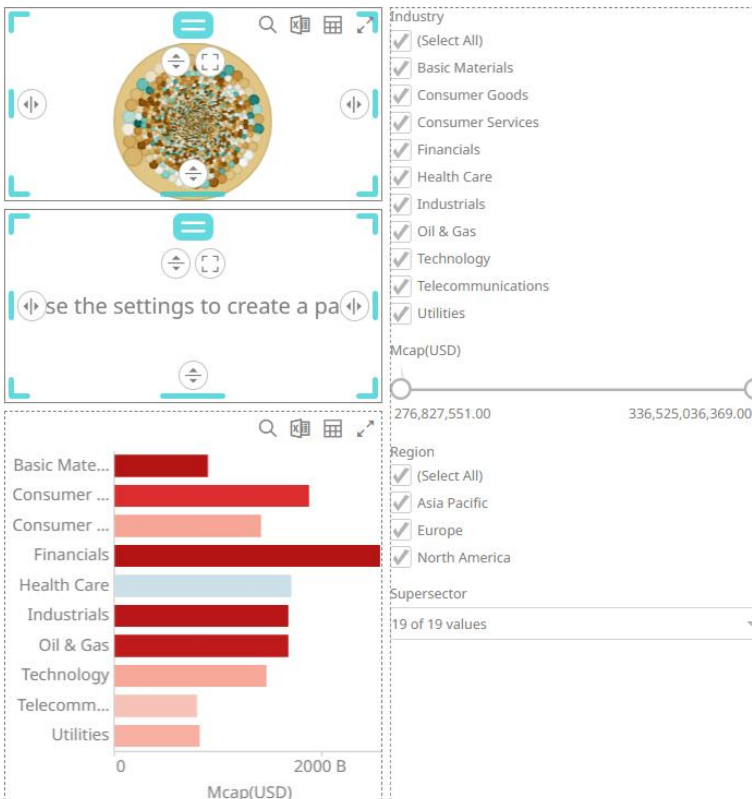 se the settings to create a pa
Basic Mate...
Consumer ...
Consumer ...
Financials
Health Care
Industrials
Oil & Gas
Technology
Telecomm...
Utilities
0 2000 B
Mcap(USD)
Industry
(Select All)
Basic Materials
Consumer Goods
Consumer Services
Financials
Health Care
Industrials
Oil & Gas
Technology
Telecommunications
Utilities
Mcap(USD)
276,827,551.00 336,525,036,369.00
Region
(Select All)
Asia Pacific
Europe
North America
Supersector
19 of 19 values